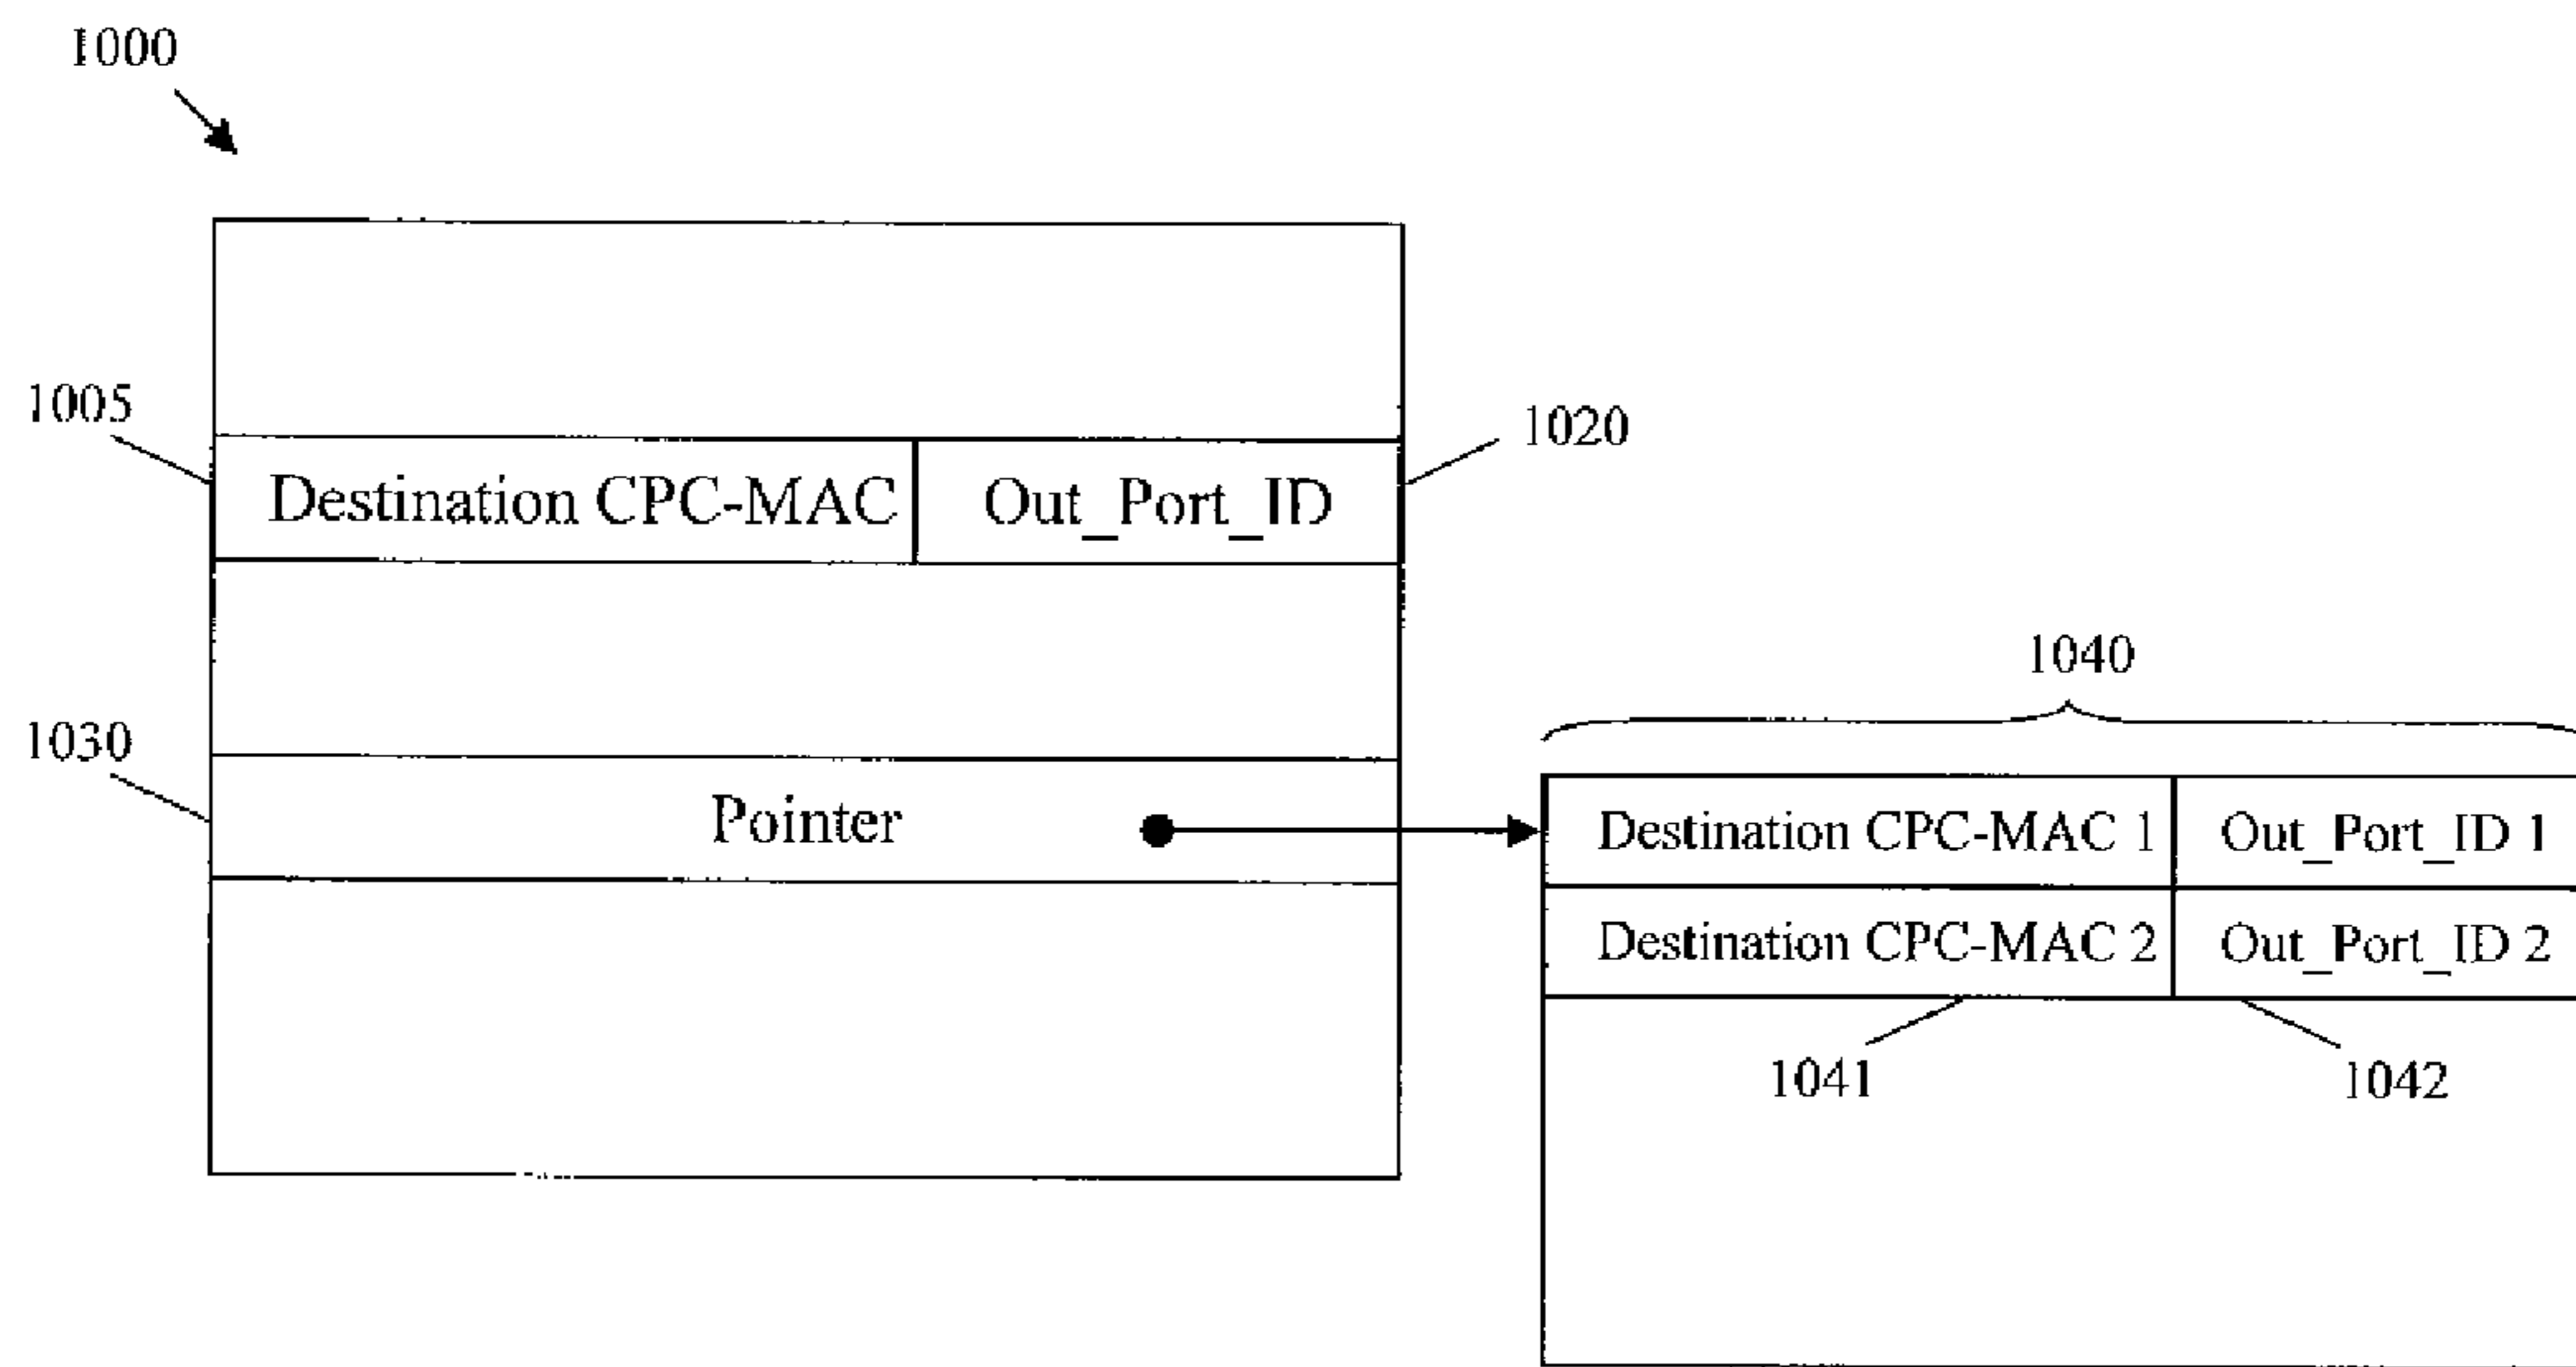 1000
1005
Destination CPC-MAC Out_Port_ID
1020
1040
1030
Pointer
Destination CPC-MAC 1 Out_Port_ID 1
Destination CPC-MAC 2 Out_Port_ID 2
1041
1042